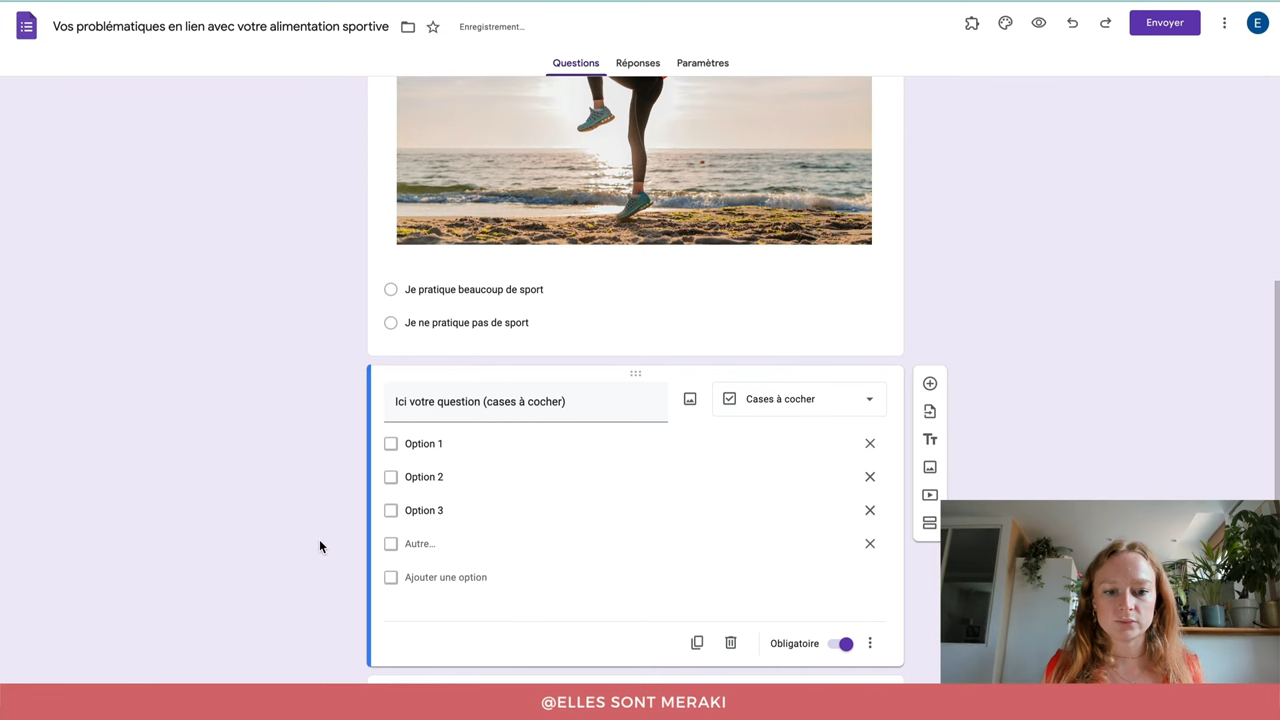 Vos problématiques en lien avec votre alimentation sportive
Enregistrement...
Envoyer
E
Questions
Réponses
Paramètres
Je pratique beaucoup de sport
Je ne pratique pas de sport
Ici votre question (cases à cocher)
Cases à cocher
Option 1
Option 2
Option 3
Autre...
Ajouter une option
Tт
Obligatoire
@ELLES SONT MERAKI